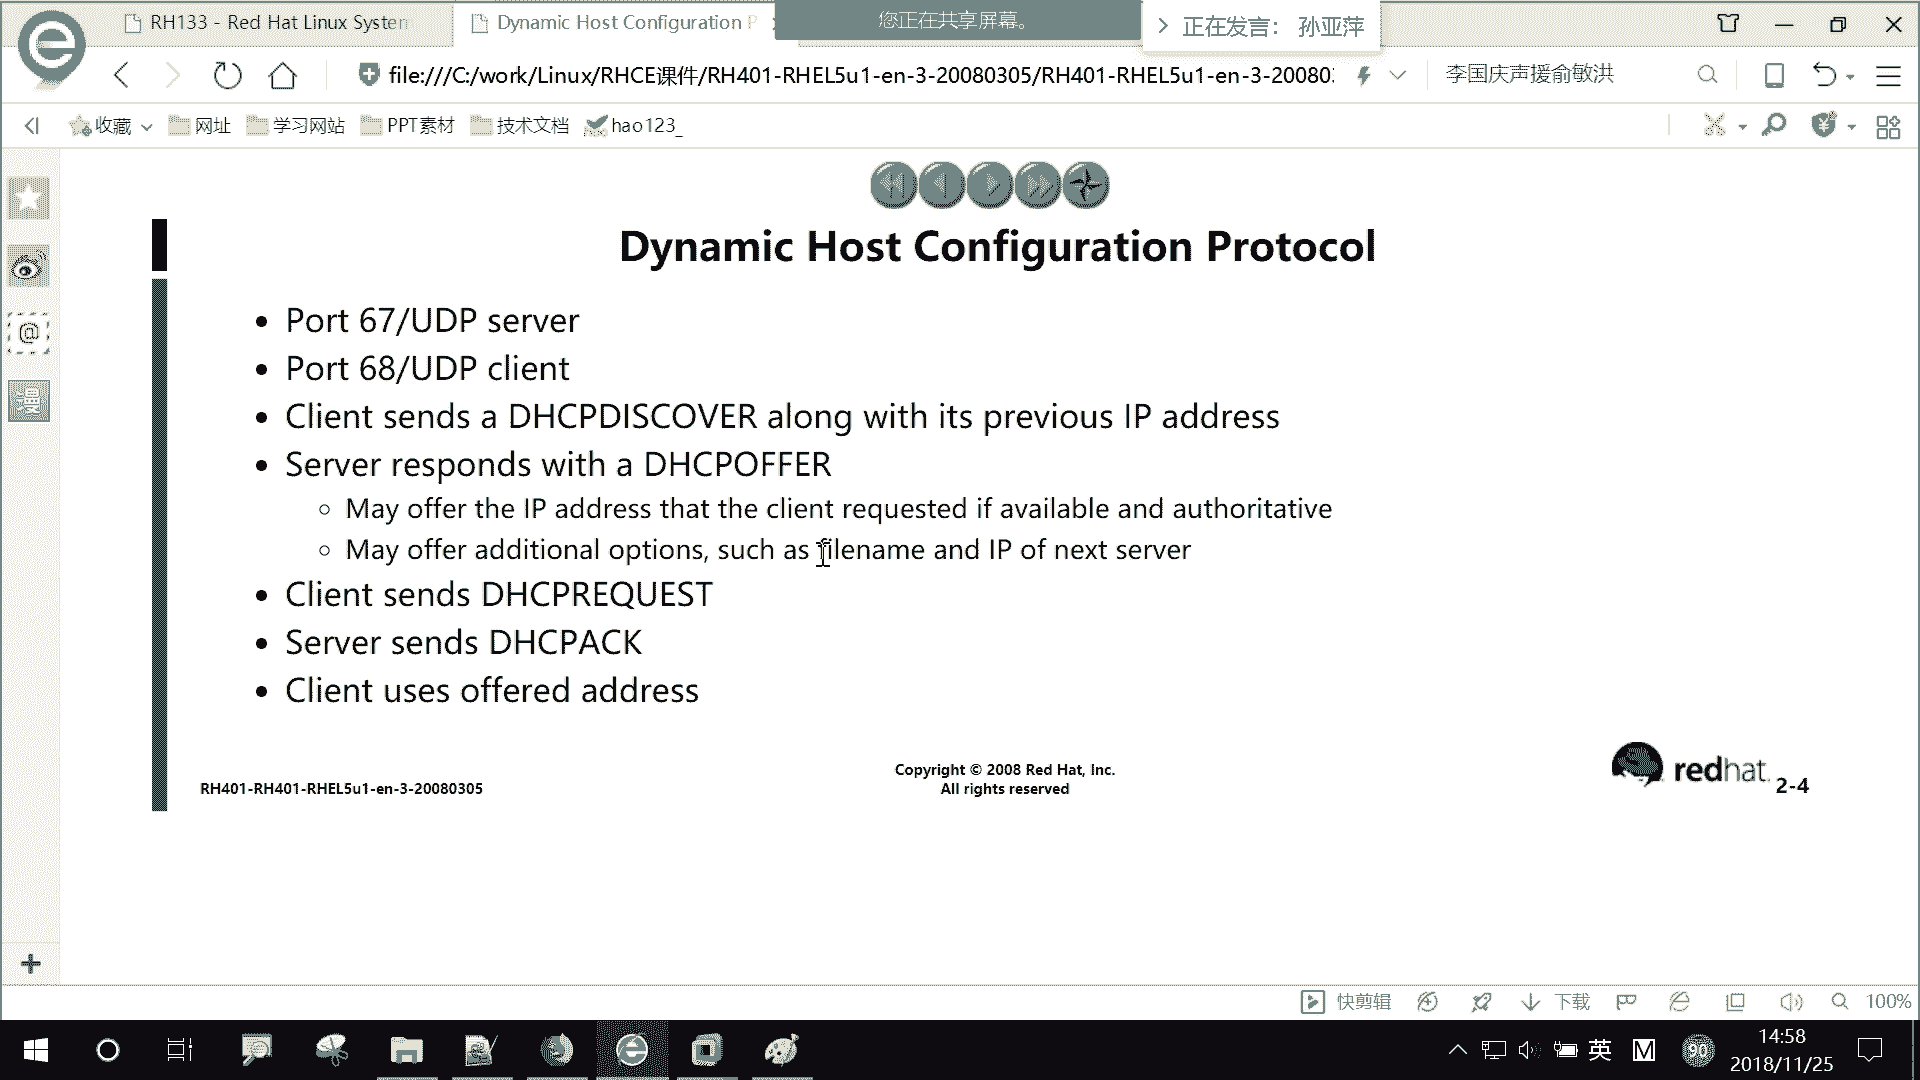 RH133 - Red Hat Linux System
Dynamic Host Configuration P
您正在共享屏幕。
正在发言: 孙亚萍
file:///C:/work/Linux/RHCE课件/RH401-RHEL5u1-en-3-20080305/RH401-RHEL5u1-en-3-20080:
李国庆声援俞敏洪
收藏
网址
学习网站
PPT素材
技术文档
hao123_
漫
Dynamic Host Configuration Protocol
• Port 67/UDP server
• Port 68/UDP client
• Client sends a DHCPDISCOVER along with its previous IP address
• Server responds with a DHCPOFFER
◦ May offer the IP address that the client requested if available and authoritative
◦ May offer additional options, such as filename and IP of next server
• Client sends DHCPREQUEST
• Server sends DHCPACK
• Client uses offered address
Copyright © 2008 Red Hat, Inc.
All rights reserved
RH401-RH401-RHEL5u1-en-3-20080305
redhat.
2-4
快剪辑
下载
100%
英
M
90
14:58
2018/11/25